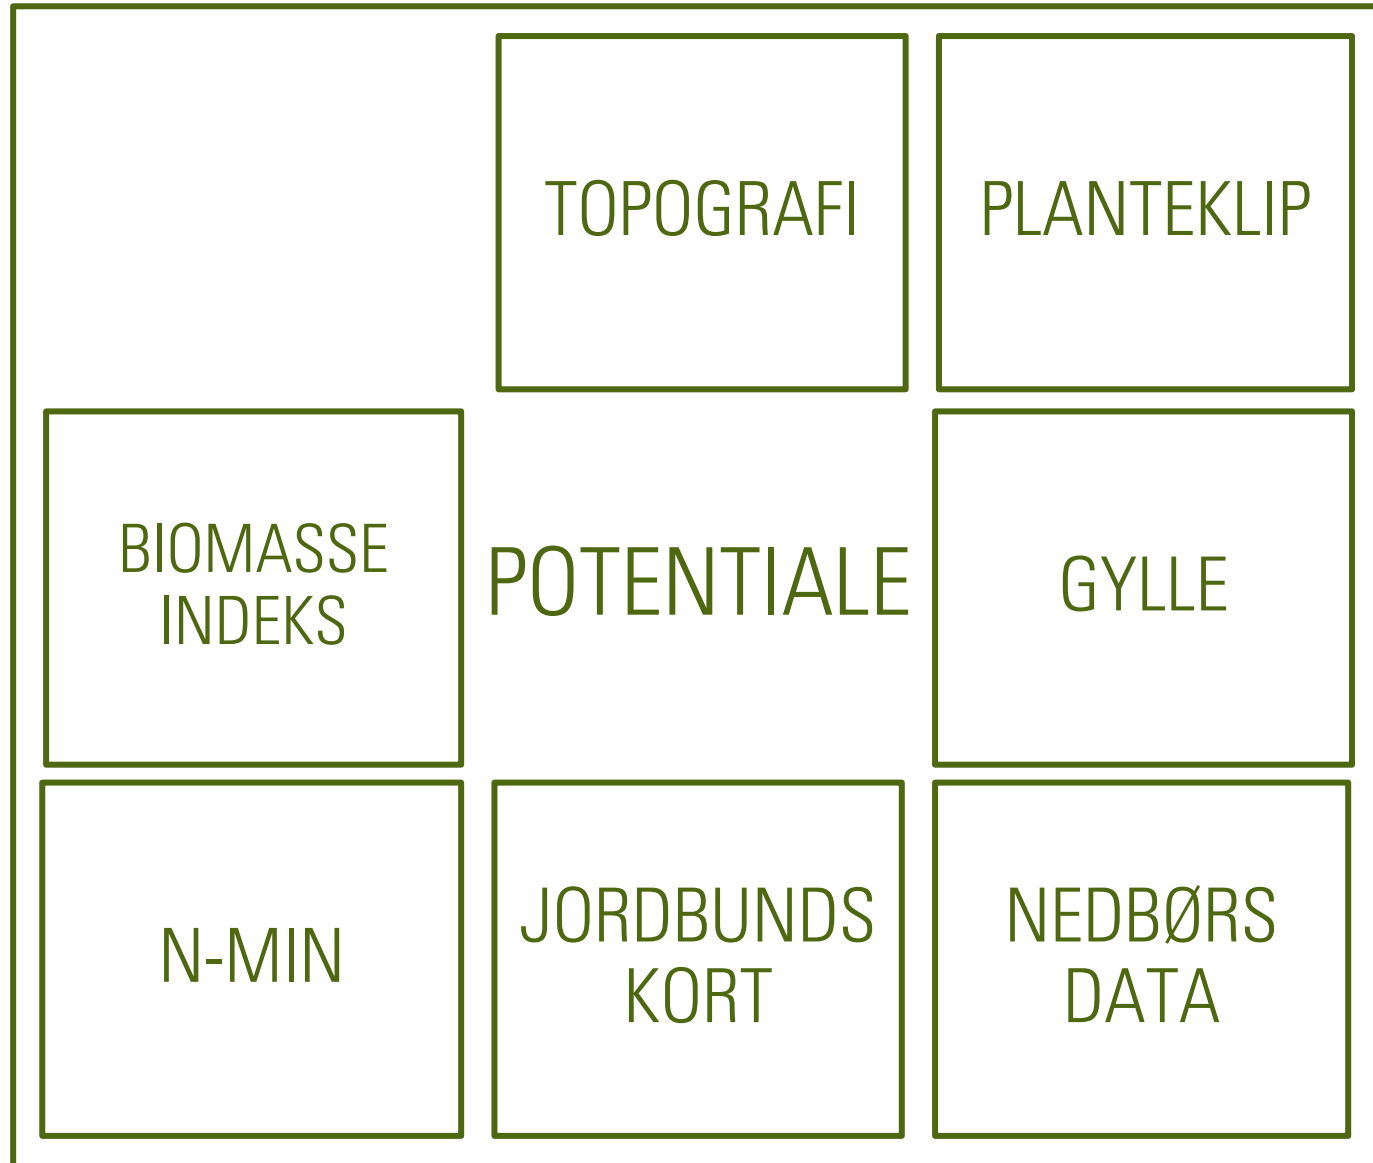 TOPOGRAFI
PLANTEKLIP
BIOMASSE
INDEKS
POTENTIALE
GYLLE
N-MIN
JORDBUNDS
KORT
NEDBØRS
DATA